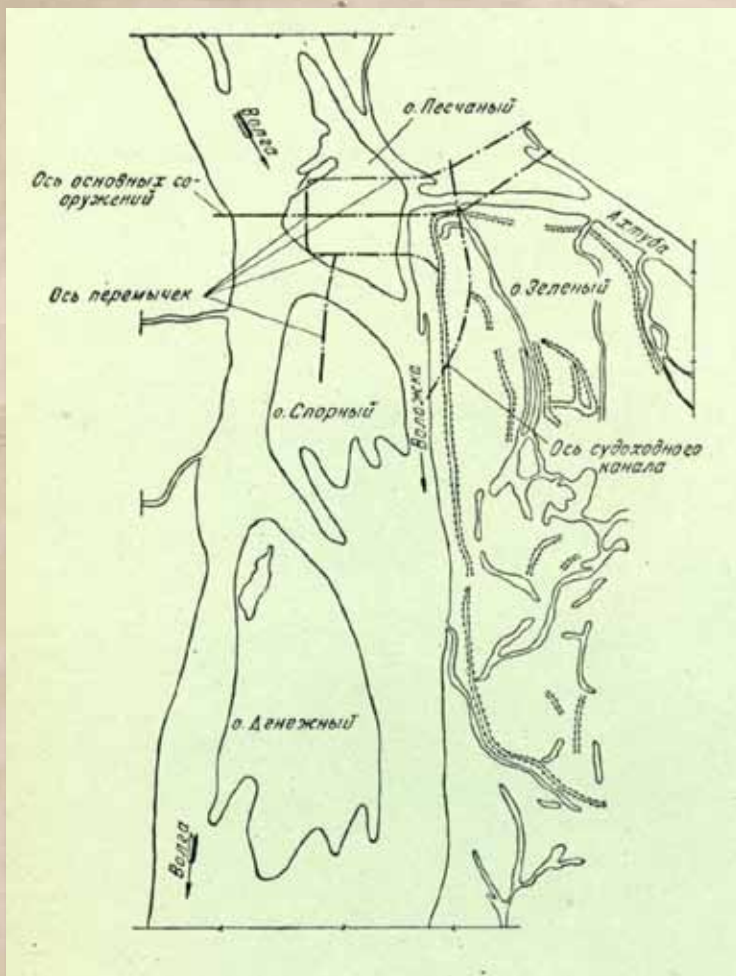 о. Песчаный
Волга
Ось основных со-
оружений
Ахтуба
о. Зеленый
Ось перемычек
о. Спорный
Воложка
Ось судоходного
канала
о. Денежный
Волга